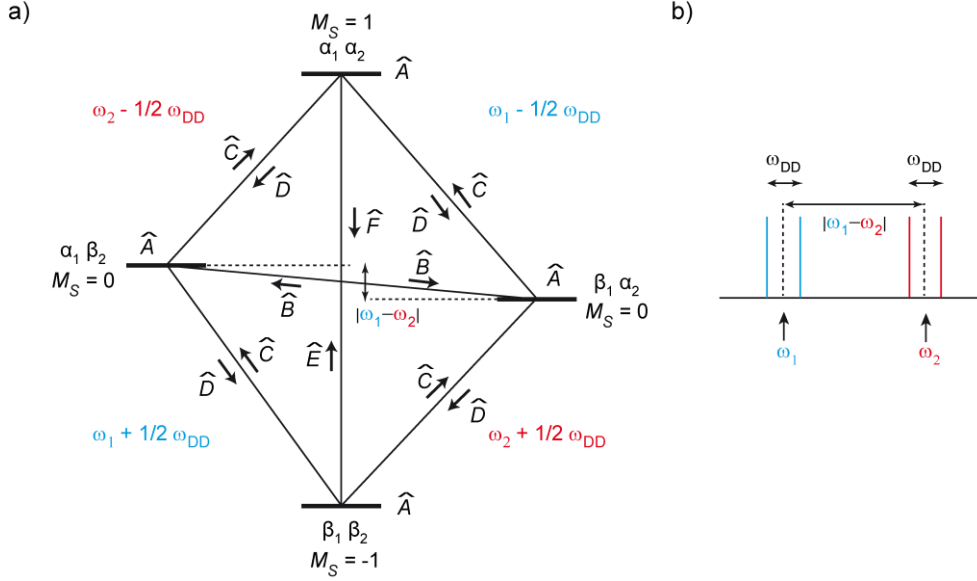 a)
b)
M_S = 1
α₁ α₂
Â
ω₂ - 1/2 ω_DD
ω₁ - 1/2 ω_DD
Ĉ
D̂
Ĉ
D̂
F̂
α₁ β₂
M_S = 0
Â
B̂
B̂
Â
β₁ α₂
M_S = 0
|ω₁–ω₂|
Ĉ
D̂
Ê
Ĉ
D̂
ω₁ + 1/2 ω_DD
ω₂ + 1/2 ω_DD
Â
β₁ β₂
M_S = -1
ω_DD
ω_DD
|ω₁–ω₂|
ω₁
ω₂